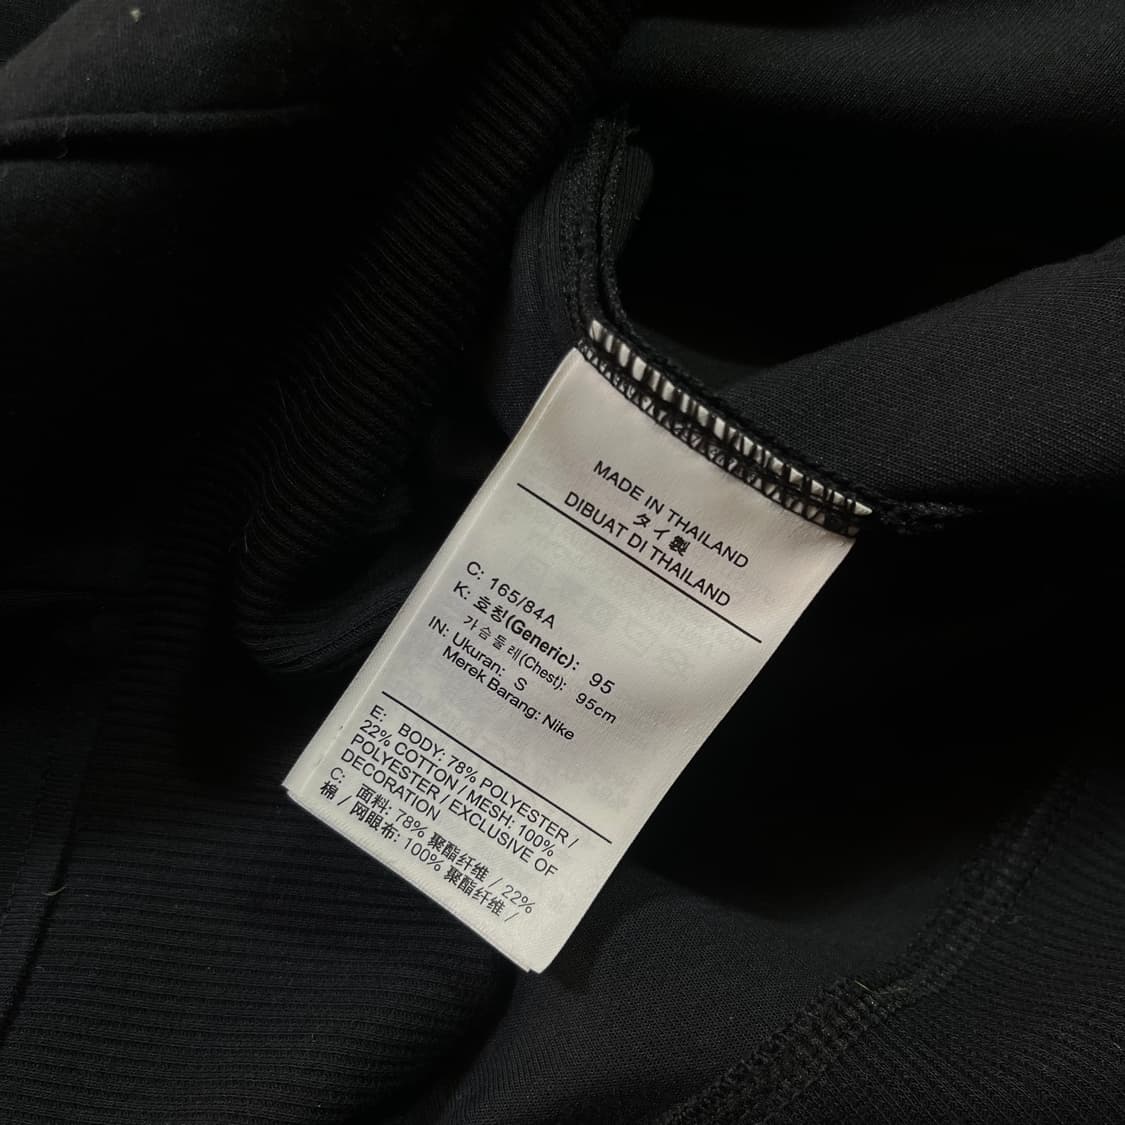 MADE IN THAILAND
タイ製
DIBUAT DI THAILAND
C: 165/84A
K: 호칭(Generic): 95
가슴둘레(Chest): 95cm
IN: Ukuran: S
Merek Barang: Nike
E: BODY: 78% POLYESTER /
22% COTTON / MESH: 100%
POLYESTER / EXCLUSIVE OF
DECORATION
C: 面料: 78% 聚酯纤维 / 22%
棉 / 网眼布: 100% 聚酯纤维 /